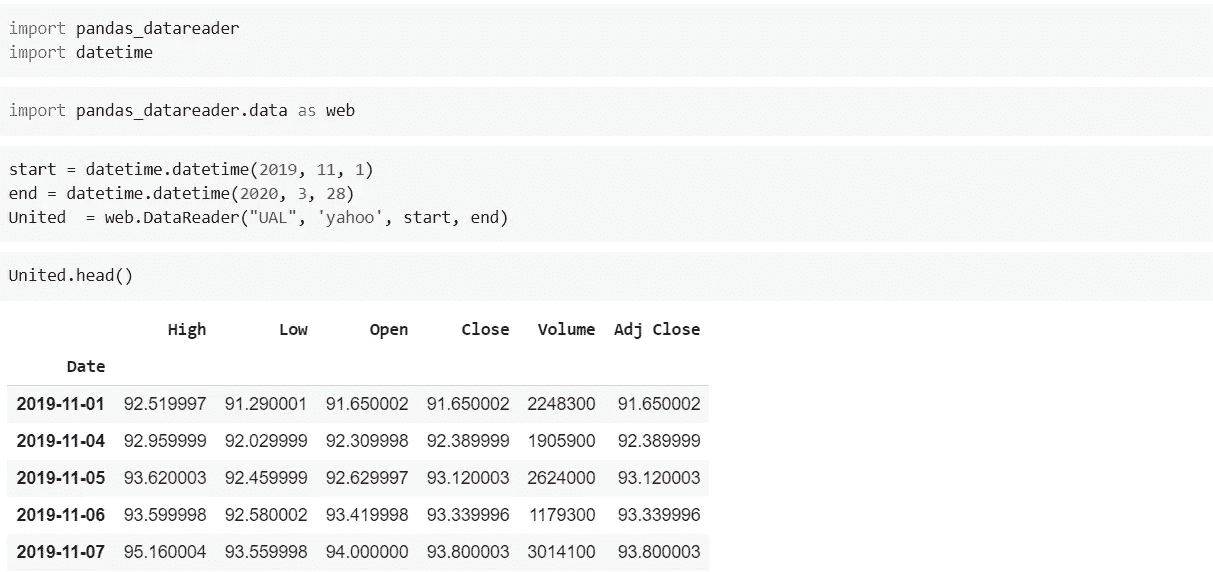 import pandas_datareader
import datetime
import pandas_datareader.data as web
start = datetime.datetime(2019, 11, 1)
end = datetime.datetime(2020, 3, 28)
United  = web.DataReader("UAL", 'yahoo', start, end)
United.head()
High Low Open Close Volume Adj Close
Date
2019-11-01 92.519997 91.290001 91.650002 91.650002 2248300 91.650002
2019-11-04 92.959999 92.029999 92.309998 92.389999 1905900 92.389999
2019-11-05 93.620003 92.459999 92.629997 93.120003 2624000 93.120003
2019-11-06 93.599998 92.580002 93.419998 93.339996 1179300 93.339996
2019-11-07 95.160004 93.559998 94.000000 93.800003 3014100 93.800003